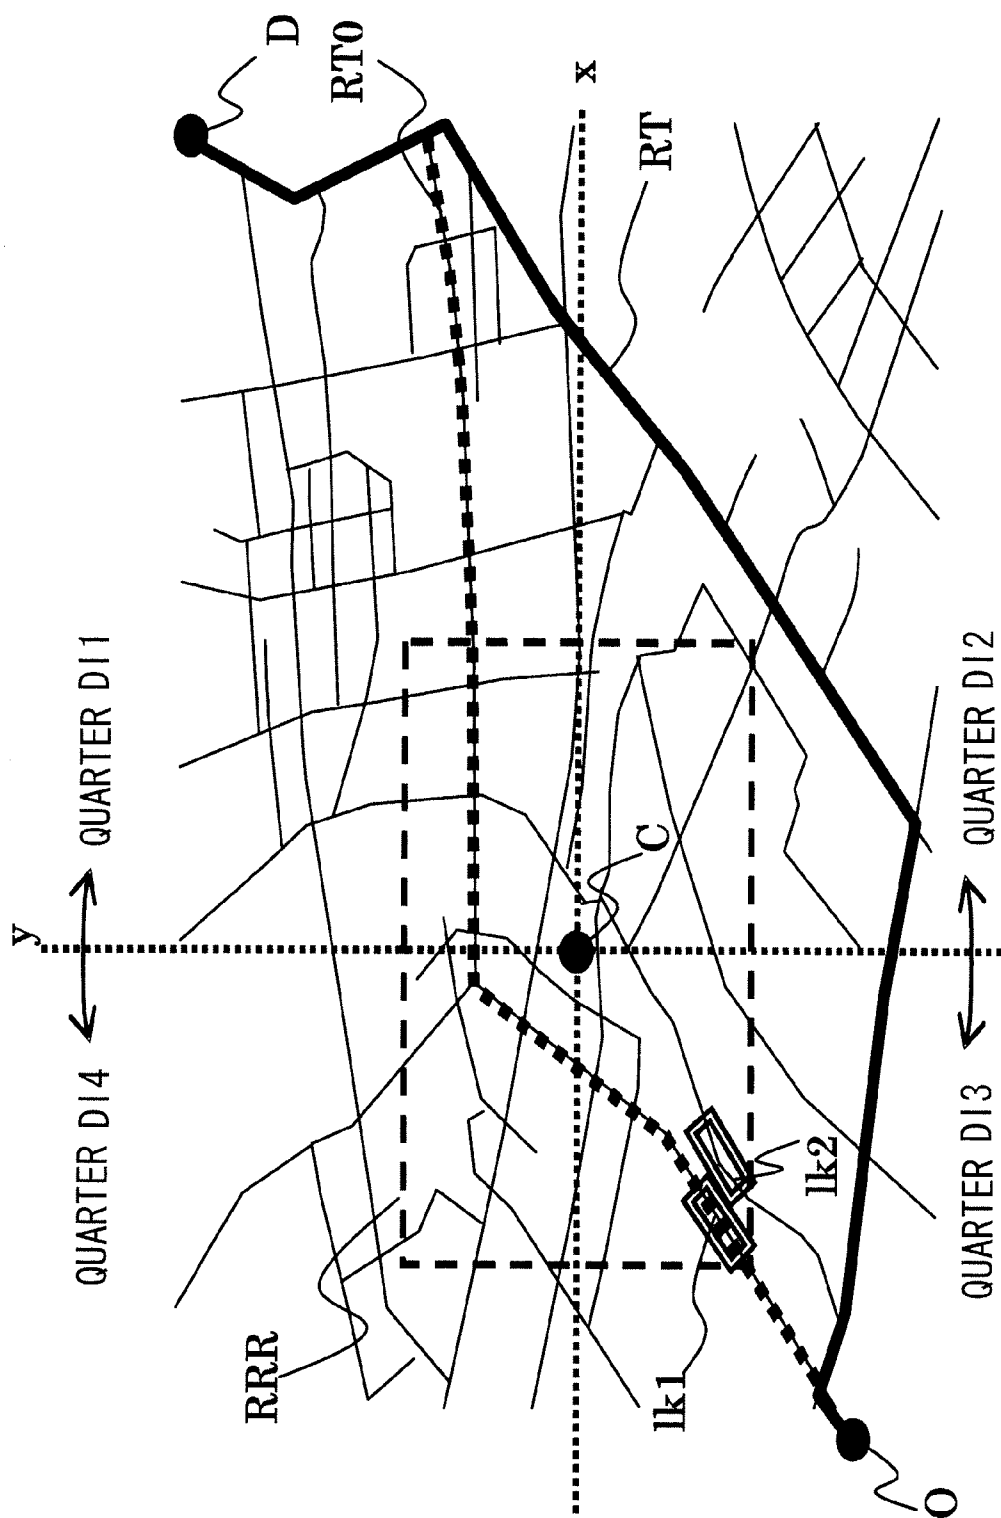 D
RT0
x
RT
y
QUARTER DI1
QUARTER DI2
C
QUARTER DI4
QUARTER DI3
lk2
RRR
lk1
O